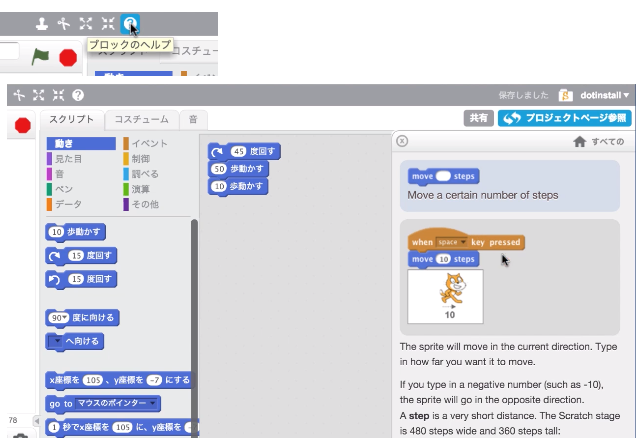 ブロックのヘルプ
スクリプト
コスチュー
動き
イベン
保存しました
dotinstall▼
スクリプト
コスチューム
音
共有
プロジェクトページ参照
動き
イベント
見た目
制御
音
調べる
ペン
演算
データ
その他
10 歩動かす
15 度回す
15 度回す
90▼ 度に向ける
▼ へ向ける
x座標を 105 、y座標を -7 にする
go to マウスのポインター ▼
1 秒でx座標を 105 に、y座標を
45 度回す
50 歩動かす
10 歩動かす
すべての
move steps
Move a certain number of steps
when space ▼ key pressed
move 10 steps
10
The sprite will move in the current direction. Type
in how far you want it to move.
If you type in a negative number (such as -10),
the sprite will go in the opposite direction.
A step is a very short distance. The Scratch stage
is 480 steps wide and 360 steps tall:
78